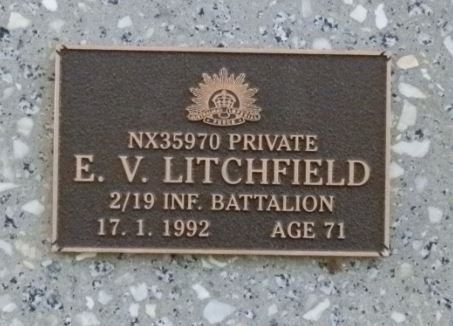 NX35970 PRIVATE
E. V. LITCHFIELD
2/19 INF. BATTALION
17. 1. 1992 AGE 71